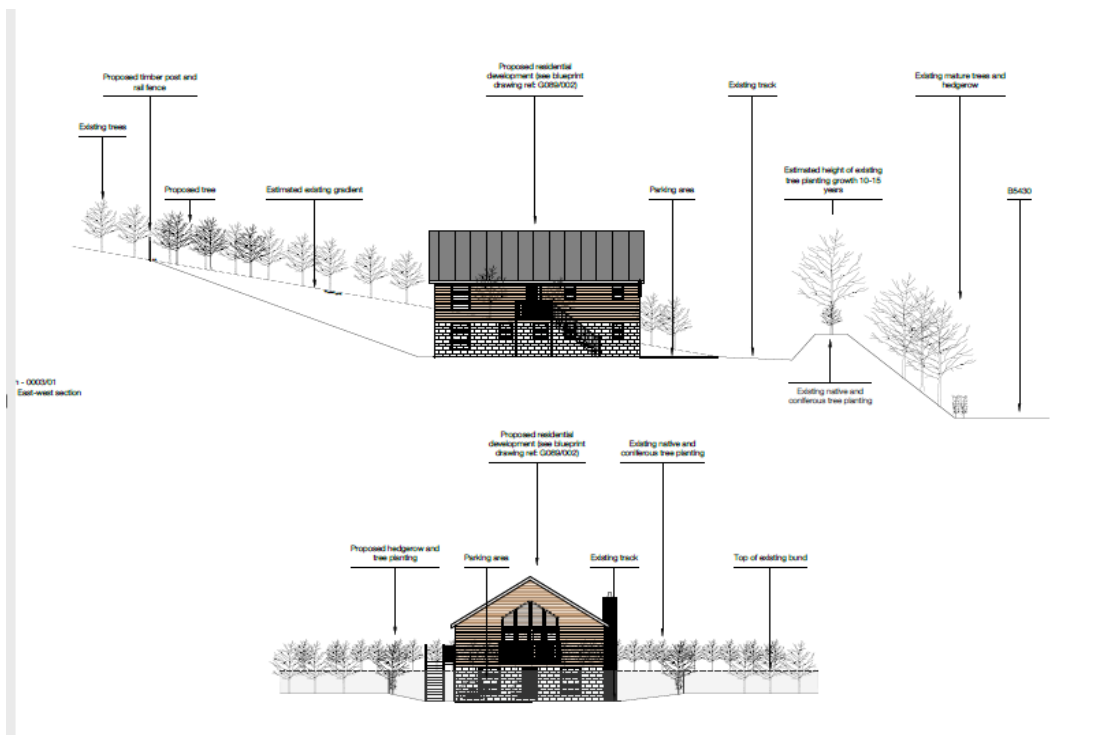 Proposed timber post and
rail fence
Proposed residential
development (see blueprint
drawing ref: G089/002)
Existing track
Existing mature trees and
hedgerow
Existing trees
Proposed tree
Estimated existing gradient
Parking area
Estimated height of existing
tree planting growth 10-15
years
B5430
Existing native and
coniferous tree planting
- 0003/01
East-west section
Proposed residential
development (see blueprint
drawing ref: G089/002)
Existing native and
coniferous tree planting
Proposed hedgerow and
tree planting
Parking area
Existing track
Top of existing bund